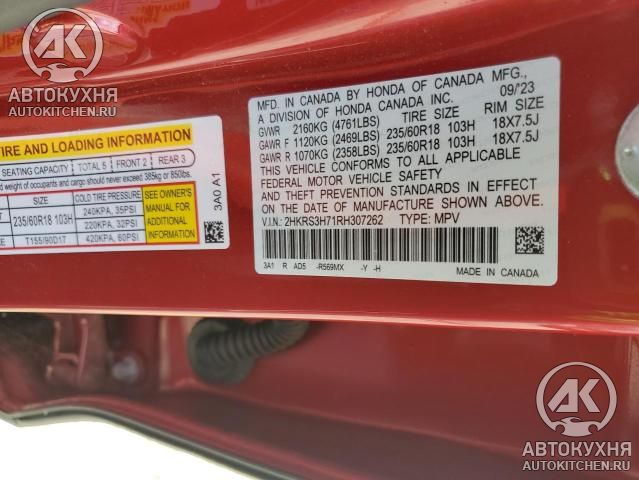 AK
АВТОКУХНЯ
AUTOKITCHEN.RU
TIRE AND LOADING INFORMATION
SEATING CAPACITY TOTAL 5 FRONT 2 REAR 3
weight of occupants and cargo should never exceed 385kg or 850lbs.
COLD TIRE PRESSURE
235/60R18 103H
240KPA, 35PSI
220KPA, 32PSI
T155/90D17
420KPA, 60PSI
SEE OWNER'S
MANUAL FOR
ADDITIONAL
INFORMATION
3A0 A1
MFD. IN CANADA BY HONDA OF CANADA MFG.,
A DIVISION OF HONDA CANADA INC. 09/23
GVWR 2160KG (4761LBS) TIRE SIZE RIM SIZE
GAWR F 1120KG (2469LBS) 235/60R18 103H 18X7.5J
GAWR R 1070KG (2358LBS) 235/60R18 103H 18X7.5J
THIS VEHICLE CONFORMS TO ALL APPLICABLE
FEDERAL MOTOR VEHICLE SAFETY
AND THEFT PREVENTION STANDARDS IN EFFECT
ON THE DATE OF MANUFACTURE SHOWN ABOVE.
V.I.N.: 2HKRS3H71RH307262 TYPE: MPV
3A1 R AD5 -R569MX -Y -H
MADE IN CANADA
AK
АВТОКУХНЯ
AUTOKITCHEN.RU